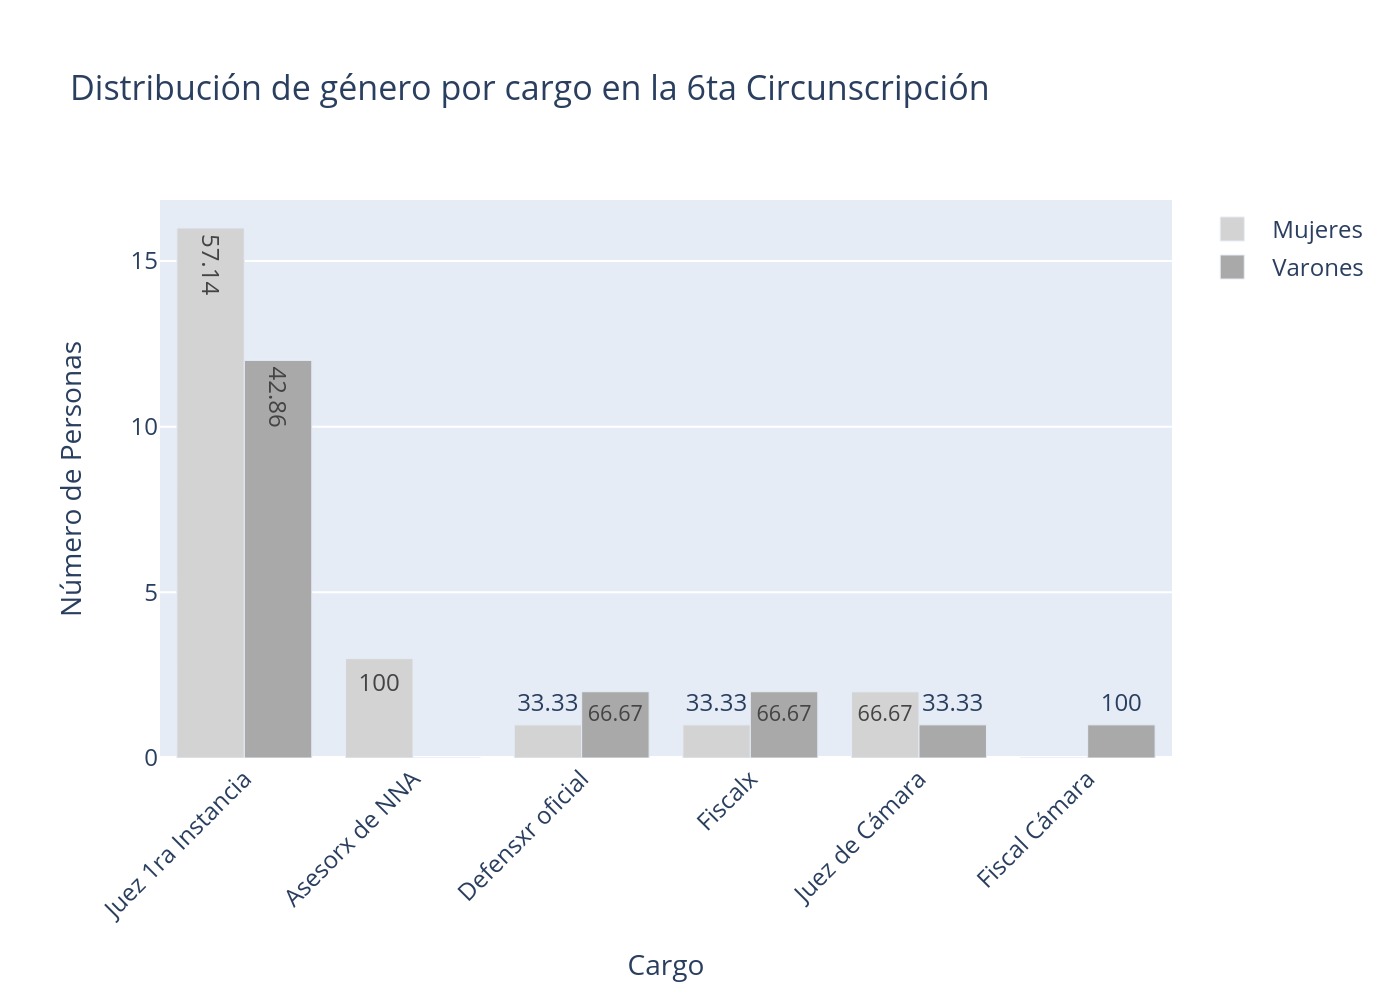 Distribución de género por cargo en la 6ta Circunscripción
Mujeres
Varones
Número de Personas
15
10
5
0
57.14
42.86
100
33.33
66.67
33.33
66.67
66.67
33.33
100
Juez 1ra Instancia
Asesorx de NNA
Defensxr oficial
Fiscalx
Juez de Cámara
Fiscal Cámara
Cargo